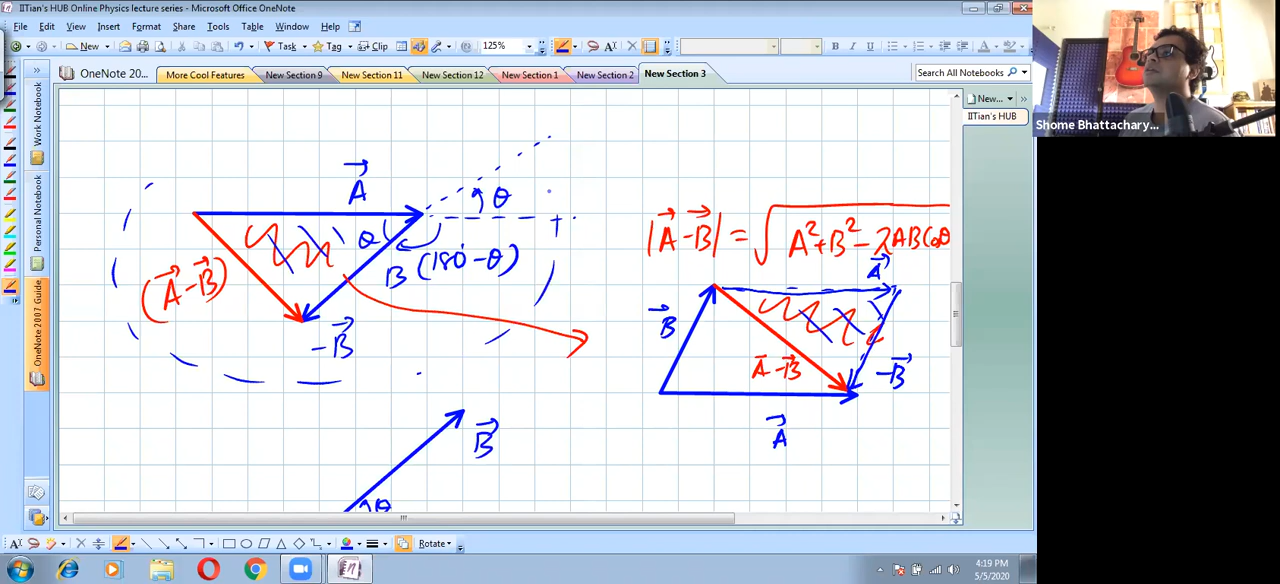 IITian's HUB Online Physics lecture series - Microsoft Office OneNote
File Edit View Insert Format Share Tools Table Window Help
New Task Tag Clip 125%
OneNote 20... More Cool Features New Section 9 New Section 11 New Section 12 New Section 1 New Section 2 New Section 3 Search All Notebooks
New...
IITian's HUB
Work Notebook
Personal Notebook
OneNote 2007 Guide
Shome Bhattachary...
A⃗
θ
θ
B (180°-θ)
(A⃗-B⃗)
-B⃗
|A⃗-B⃗| = √A²+B²-2ABCosθ
A⃗
B⃗
A⃗-B⃗
-B⃗
A⃗
B⃗
θ
Rotate
4:19 PM
5/5/2020